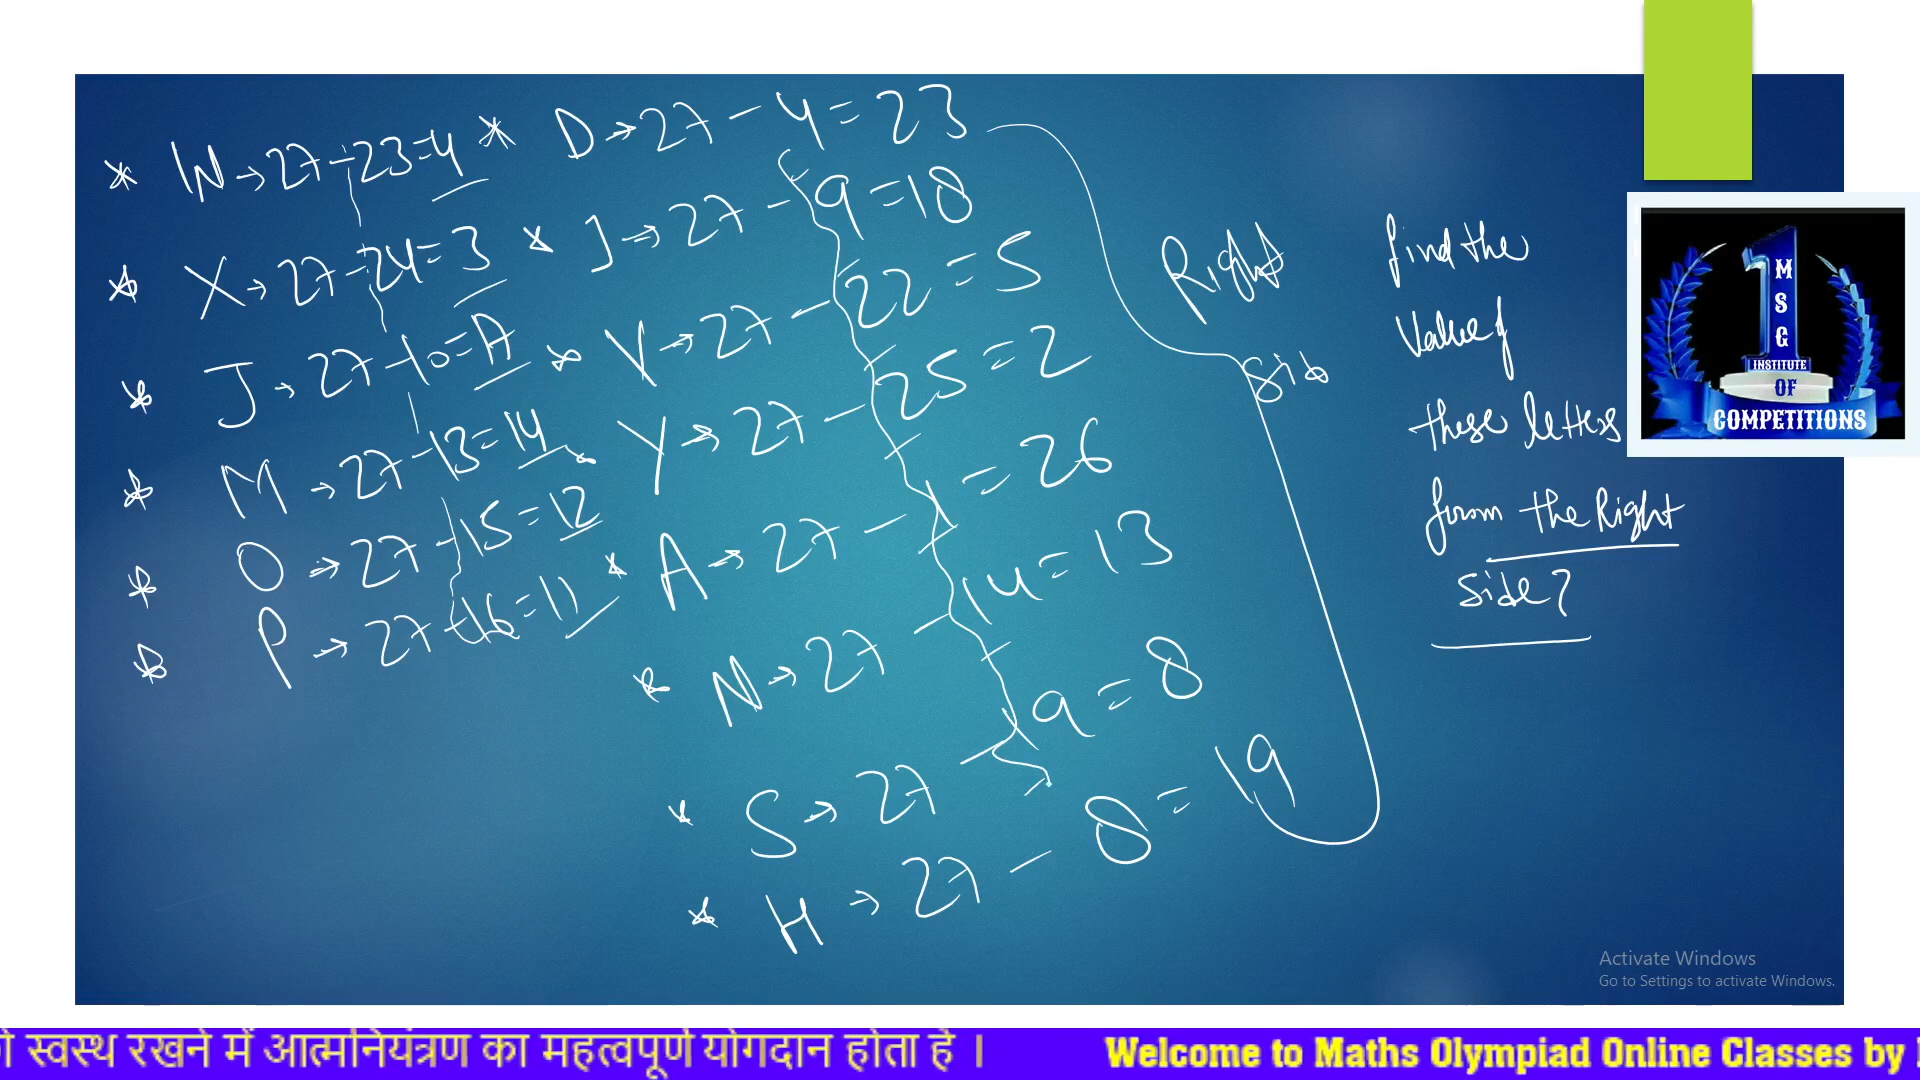 * W → 27 - 23 = 4
* X → 27 - 24 = 3
* J → 27 - 10 = A
* M → 27 - 13 = 14
* O → 27 - 15 = 12
* P → 27 - 16 = 11
* D → 27 - 4 = 23
* I → 27 - 9 = 18
* V → 27 - 22 = 5
* Y → 27 - 25 = 2
* A → 27 - 1 = 26
* N → 27 - 14 = 13
* S → 27 - 19 = 8
* H → 27 - 8 = 19
Right
find the
Value of
these letters
from the Right
side?
1
MSG
INSTITUTE
OF
COMPETITIONS
Activate Windows
Go to Settings to activate Windows.
स्वस्थ रखने में आत्मनियंत्रण का महत्वपूर्ण योगदान होता है ।
Welcome to Maths Olympiad Online Classes by